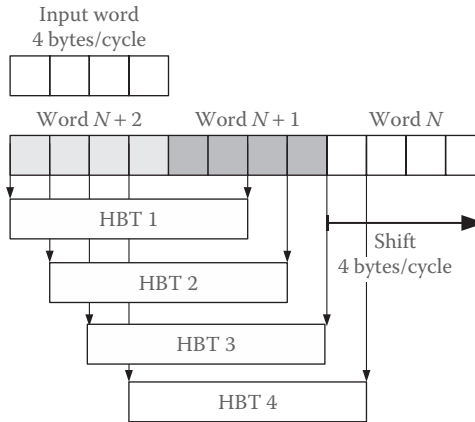 Input word
4 bytes/cycle
Word N + 2
Word N + 1
Word N
HBT 1
Shift
4 bytes/cycle
HBT 2
HBT 3
HBT 4